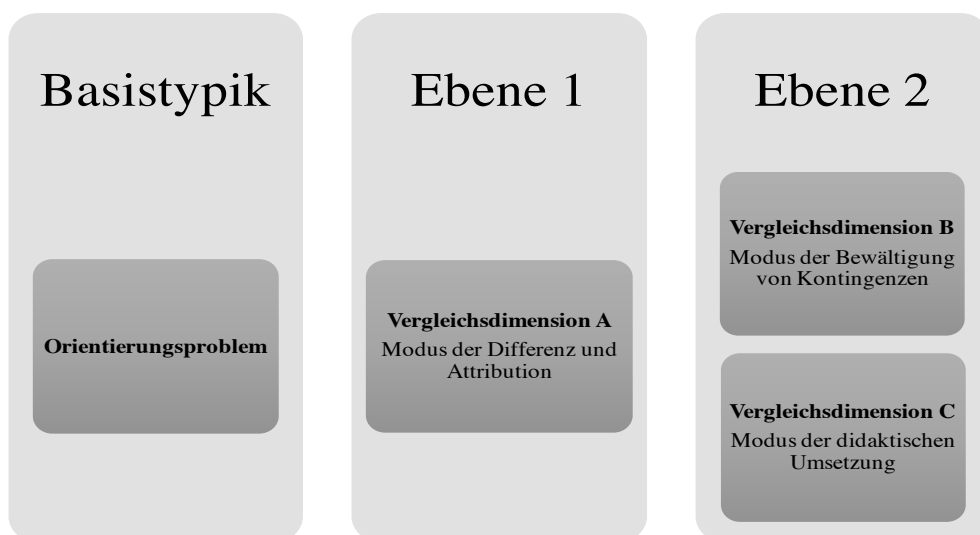 Basistypik
Orientierungsproblem
Ebene 1
Vergleichsdimension A
Modus der Differenz und
Attribution
Ebene 2
Vergleichsdimension B
Modus der Bewältigung
von Kontingenzen
Vergleichsdimension C
Modus der didaktischen
Umsetzung